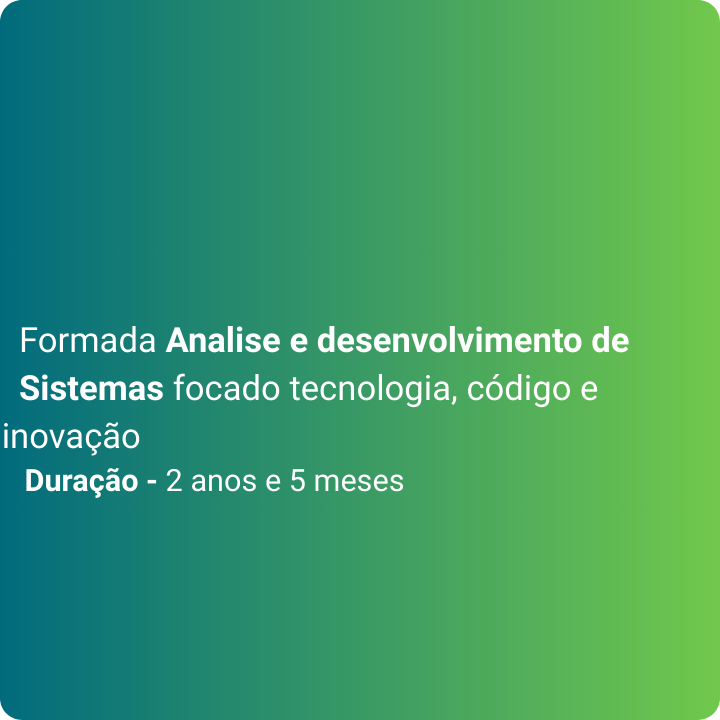 Formada Analise e desenvolvimento de
Sistemas focado tecnologia, código e
inovação
Duração - 2 anos e 5 meses